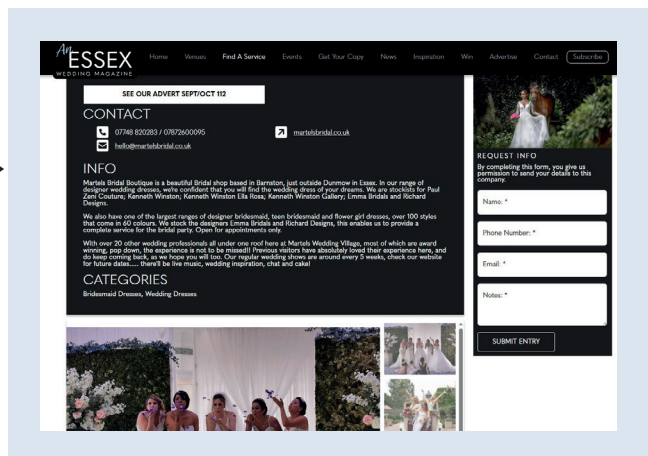 An
ESSEX
WEDDING MAGAZINE
Home Venues Find A Service Events Get Your Copy News Inspiration Win Advertise Contact Subscribe
SEE OUR ADVERT SEPT/OCT 112
CONTACT
07748 820283 / 07872600095
martelsbridal.co.uk
hello@martelsbridal.co.uk
INFO
Martels Bridal Boutique is a beautiful Bridal shop based in Barnston, just outside Dunmow in Essex. In our range of
designer wedding dresses, we're confident that you will find the wedding dress of your dreams. We are stockists for Paul
Zeni Couture; Kenneth Winston; Kenneth Winston Ella Rosa; Kenneth Winston Gallery; Emma Bridals and Richard
Designs.
We also have one of the largest ranges of designer bridesmaid, teen bridesmaid and flower girl dresses, over 100 styles
that come in 60 colours. We stock the designers Emma Bridals and Richard Designs, this enables us to provide a
complete service for the bridal party. Open for appointments only.
With over 20 other wedding professionals all under one roof here at Martels Wedding Village, most of which are award
winning, pop down, the experience is not to be missed!! Previous visitors have absolutely loved their experience here, and
do keep coming back, as we hope you will too. Our regular wedding shows are around every 5 weeks, check our website
for future dates..... there'll be live music, wedding inspiration, chat and cake!
CATEGORIES
Bridesmaid Dresses, Wedding Dresses
REQUEST INFO
By completing this form, you give us
permission to send your details to this
company.
Name: *
Phone Number: *
Email: *
Notes: *
SUBMIT ENTRY